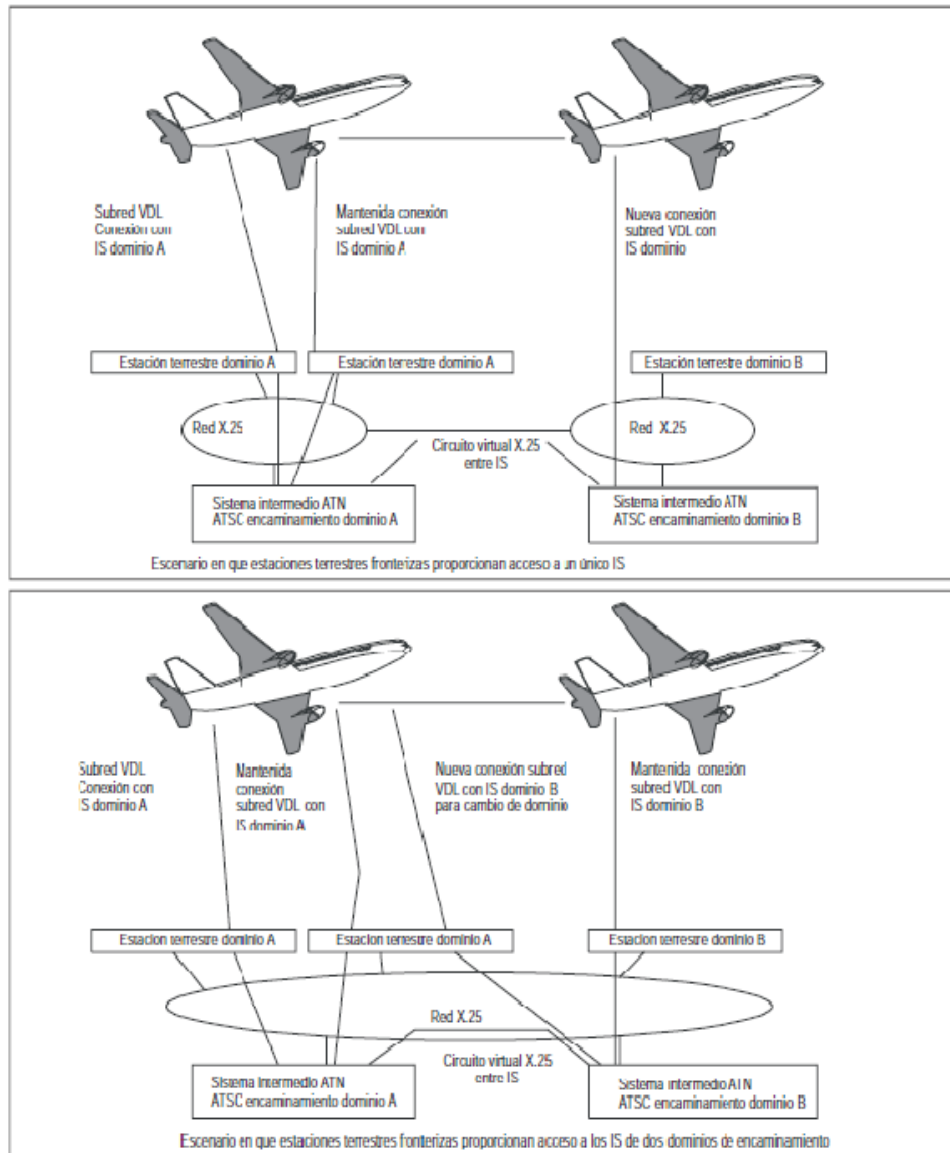 Subred VDL
Conexión con
IS dominio A
Mantenida conexión
subred VDL con
IS dominio A
Nueva conexión
subred VDL con
IS dominio
Estación terrestre dominio A
Estación terrestre dominio A
Estación terrestre dominio B
Red X.25
Red X.25
Circuito virtual X.25
entre IS
Sistema intermedio ATN
ATSC encaminamiento dominio A
Sistema intermedio ATN
ATSC encaminamiento dominio B
Escenario en que estaciones terrestres fronterizas proporcionan acceso a un único IS
Subred VDL
Conexión con
IS dominio A
Mantenida
conexión
subred VDL con
IS dominio A
Nueva conexión subred
VDL con IS dominio B
para cambio de dominio
Mantenida conexión
subred VDL con
IS dominio B
Estacion terrestre dominio A
Estacion terrestre dominio A
Estacion terrestre dominio B
Red X.25
Circuito virtual X.25
entre IS
Sistema Intermedio ATN
ATSC encaminamiento dominio A
Sistema intermedio ATN
ATSC encaminamiento dominio B
Escenario en que estaciones terrestres fronterizas proporcionan acceso a los IS de dos dominios de encaminamiento